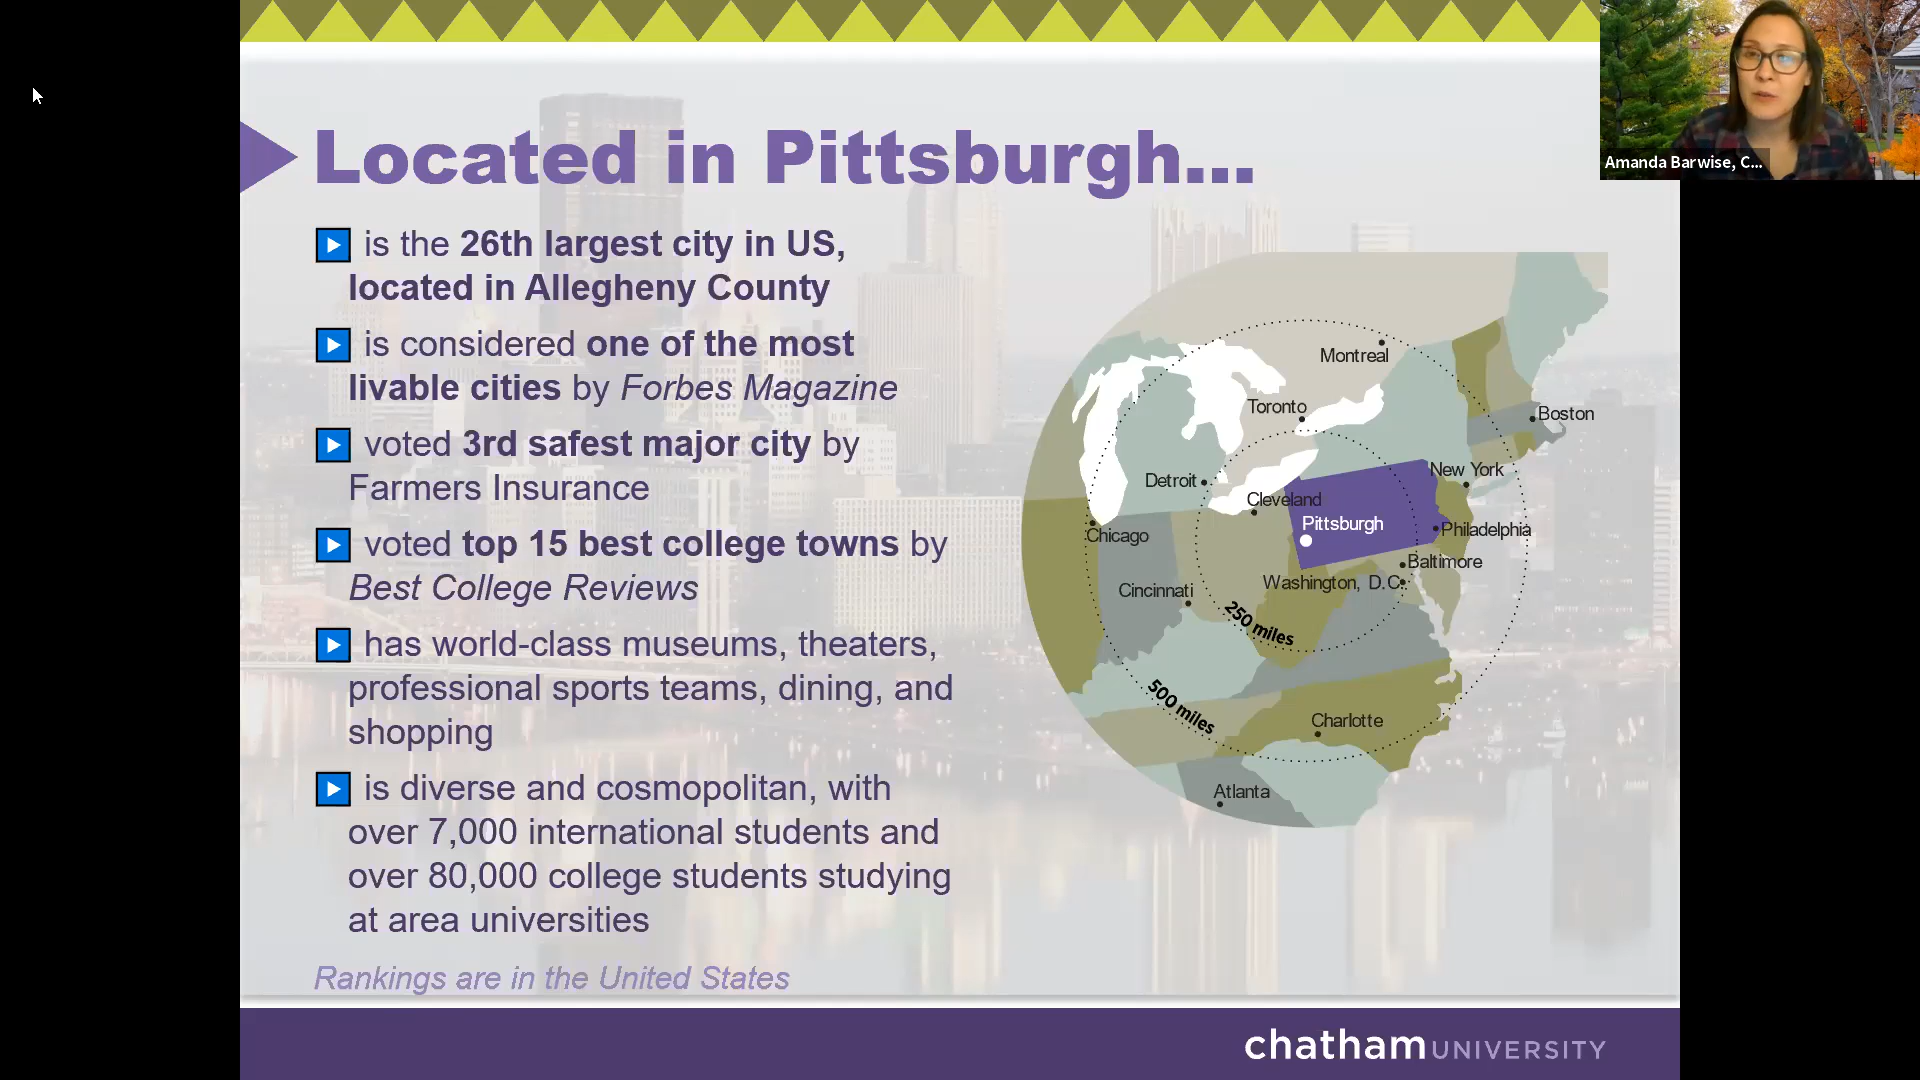 Located in Pittsburgh...
is the 26th largest city in US,
located in Allegheny County
is considered one of the most
livable cities by Forbes Magazine
voted 3rd safest major city by
Farmers Insurance
voted top 15 best college towns by
Best College Reviews
has world-class museums, theaters,
professional sports teams, dining, and
shopping
is diverse and cosmopolitan, with
over 7,000 international students and
over 80,000 college students studying
at area universities
Rankings are in the United States
Montreal
Toronto
Boston
Detroit
New York
Cleveland
Pittsburgh
Philadelphia
Chicago
Baltimore
Washington, D.C.
Cincinnati
250 miles
500 miles
Charlotte
Atlanta
Amanda Barwise, C...
chatham UNIVERSITY